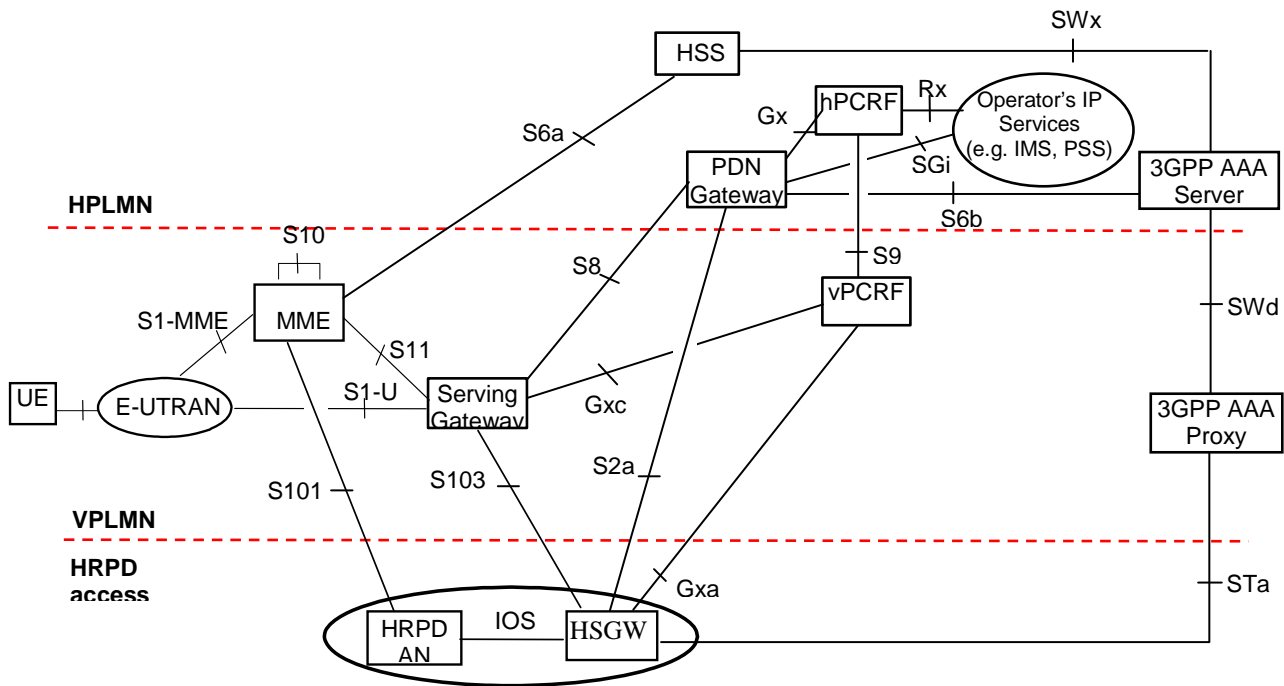 SWx
HSS
hPCRF
Rx
Operator's IP
Services
(e.g. IMS, PSS)
Gx
S6a
SGi
PDN
Gateway
3GPP AAA
Server
HPLMN
S6b
S10
S8
S9
vPCRF
S1-MME
MME
SWd
S11
S1-U
UE
E-UTRAN
Serving
Gateway
Gxc
3GPP AAA
Proxy
S101
S103
S2a
VPLMN
HRPD
access
Gxa
STa
IOS
HRPD
AN
HSGW